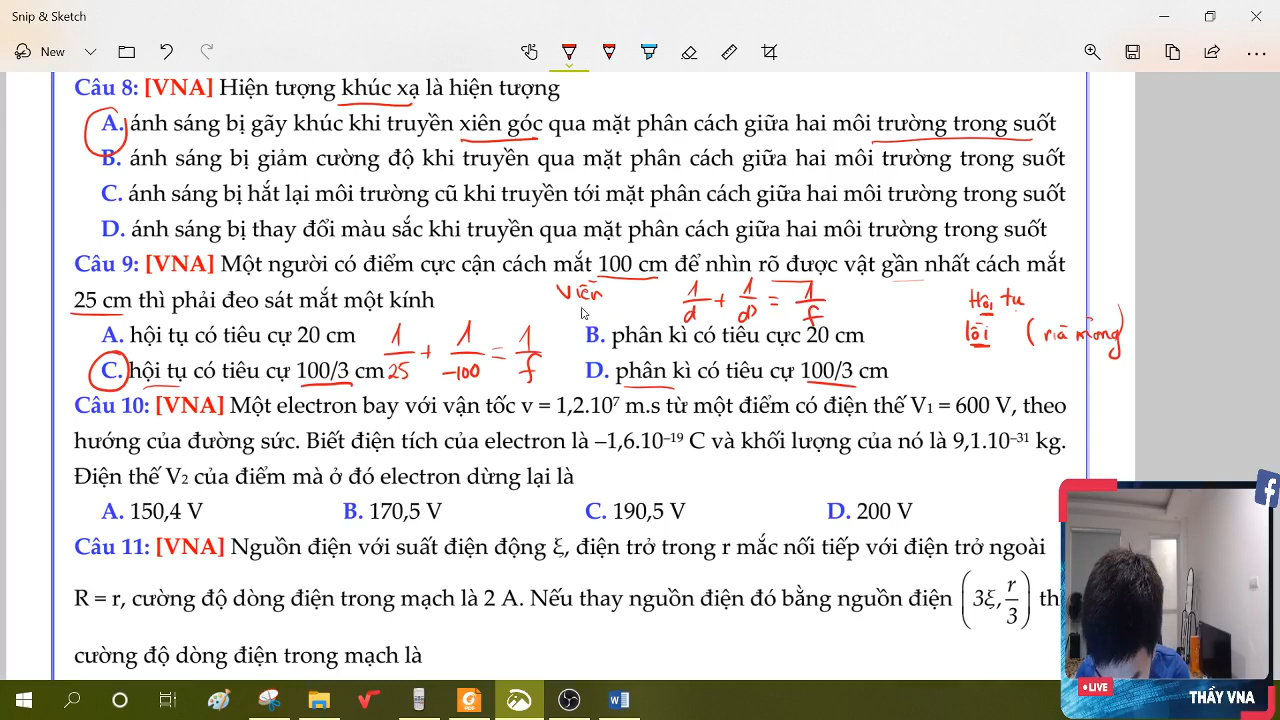 Snip & Sketch
New
Câu 8: [VNA] Hiện tượng khúc xạ là hiện tượng
A. ánh sáng bị gãy khúc khi truyền xiên góc qua mặt phân cách giữa hai môi trường trong suốt
B. ánh sáng bị giảm cường độ khi truyền qua mặt phân cách giữa hai môi trường trong suốt
C. ánh sáng bị hắt lại môi trường cũ khi truyền tới mặt phân cách giữa hai môi trường trong suốt
D. ánh sáng bị thay đổi màu sắc khi truyền qua mặt phân cách giữa hai môi trường trong suốt
Câu 9: [VNA] Một người có điểm cực cận cách mắt 100 cm để nhìn rõ được vật gần nhất cách mắt
25 cm thì phải đeo sát mắt một kính
viễn
1/d + 1/d' = 1/f
Hội tụ
lồi (rìa mỏng)
A. hội tụ có tiêu cự 20 cm
B. phân kì có tiêu cực 20 cm
1/25 + 1/-100 = 1/f
C. hội tụ có tiêu cự 100/3 cm
D. phân kì có tiêu cự 100/3 cm
Câu 10: [VNA] Một electron bay với vận tốc v = 1,2.10⁷ m.s từ một điểm có điện thế V₁ = 600 V, theo
hướng của đường sức. Biết điện tích của electron là –1,6.10⁻¹⁹ C và khối lượng của nó là 9,1.10⁻³¹ kg.
Điện thế V₂ của điểm mà ở đó electron dừng lại là
A. 150,4 V
B. 170,5 V
C. 190,5 V
D. 200 V
Câu 11: [VNA] Nguồn điện với suất điện động ξ, điện trở trong r mắc nối tiếp với điện trở ngoài
R = r, cường độ dòng điện trong mạch là 2 A. Nếu thay nguồn điện đó bằng nguồn điện (3ξ, r/3) th
cường độ dòng điện trong mạch là
LIVE
THẦY VNA